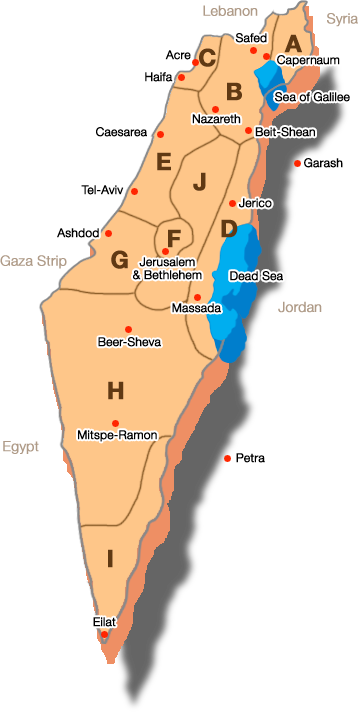 Lebanon
Syria
Safed
A
C
Acre
Capernaum
Haifa
B
Sea of Galilee
Nazareth
Caesarea
Beit-Shean
E
Garash
J
Tel-Aviv
Jerico
D
Ashdod
F
Gaza Strip
G
Jerusalem
& Bethlehem
Dead Sea
Massada
Jordan
Beer-Sheva
H
Mitspe-Ramon
Egypt
Petra
I
Eilat